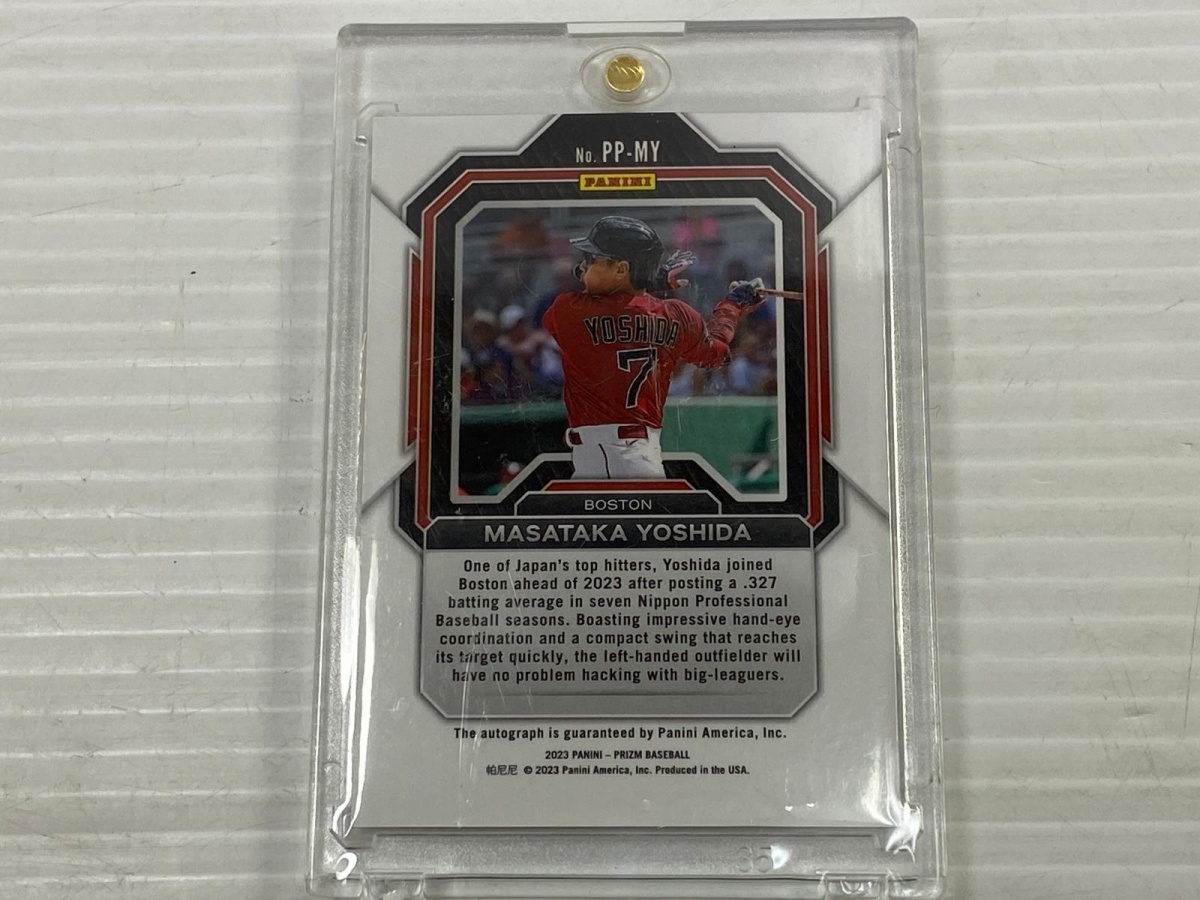 No. PP-MY
PANINI
YOSHIDA
7
BOSTON
MASATAKA YOSHIDA
One of Japan's top hitters, Yoshida joined
Boston ahead of 2023 after posting a .327
batting average in seven Nippon Professional
Baseball seasons. Boasting impressive hand-eye
coordination and a compact swing that reaches
its target quickly, the left-handed outfielder will
have no problem hacking with big-leaguers.
The autograph is guaranteed by Panini America, Inc.
2023 PANINI – PRIZM BASEBALL
帕尼尼 © 2023 Panini America, Inc. Produced in the USA.
35